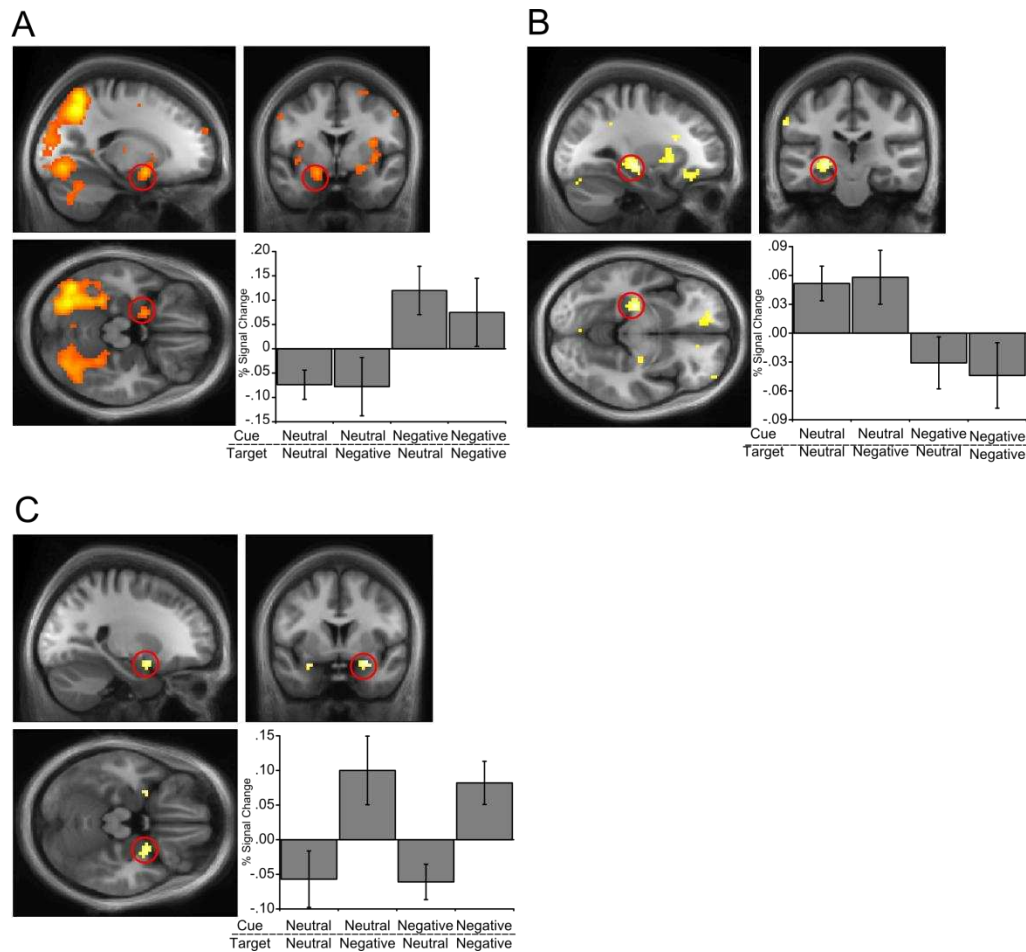 A
.20
.15
.10
.05
0
-.05
-.10
-.15
% Signal Change
Cue Neutral Neutral Negative Negative
Target Neutral Negative Neutral Negative
B
.09
.06
.03
.00
-.03
-.06
-.09
% Signal Change
Cue Neutral Neutral Negative Negative
Target Neutral Negative Neutral Negative
C
.15
.10
.05
.00
-.05
-.10
% Signal Change
Cue Neutral Neutral Negative Negative
Target Neutral Negative Neutral Negative